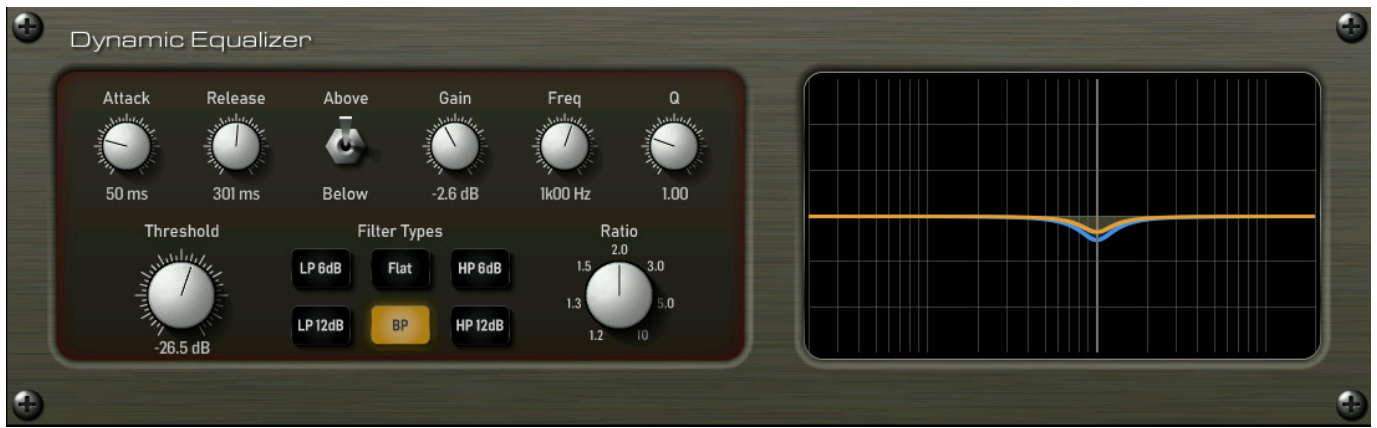 Dynamic Equalizer
Attack Release Above Gain Freq Q
50 ms 301 ms Below -2.6 dB 1k00 Hz 1.00
Threshold Filter Types Ratio
2.0
1.5 3.0
LP 6dB Flat HP 6dB
1.3 5.0
LP 12dB BP HP 12dB
1.2 10
-26.5 dB